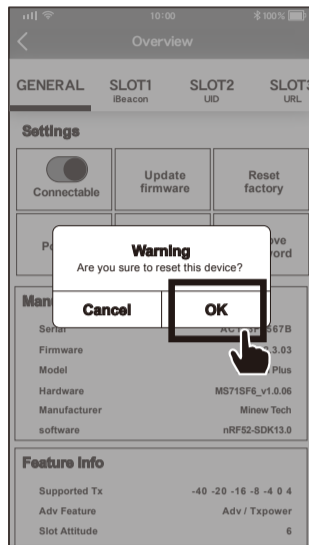 10:00
100%
Overview
GENERAL SLOT1 SLOT2 SLOT3
iBeacon UID URL
Settings
Connectable
Update
firmware
Reset
factory
Warning
Are you sure to reset this device?
Cancel OK
Serial
Firmware 3.03
Model Plus
Hardware MS71SF6_v1.0.06
Manufacturer Minew Tech
software nRF52-SDK13.0
Feature Info
Supported Tx -40 -20 -16 -8 -4 0 4
Adv Feature Adv / Txpower
Slot Attitude 6